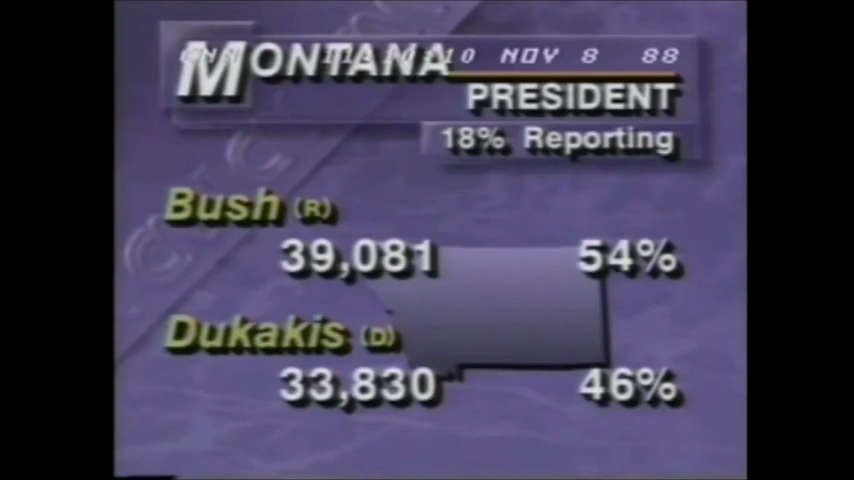 MONTANA
NOV 8 88
PRESIDENT
18% Reporting
Bush (R)
39,081 54%
Dukakis (D)
33,830 46%